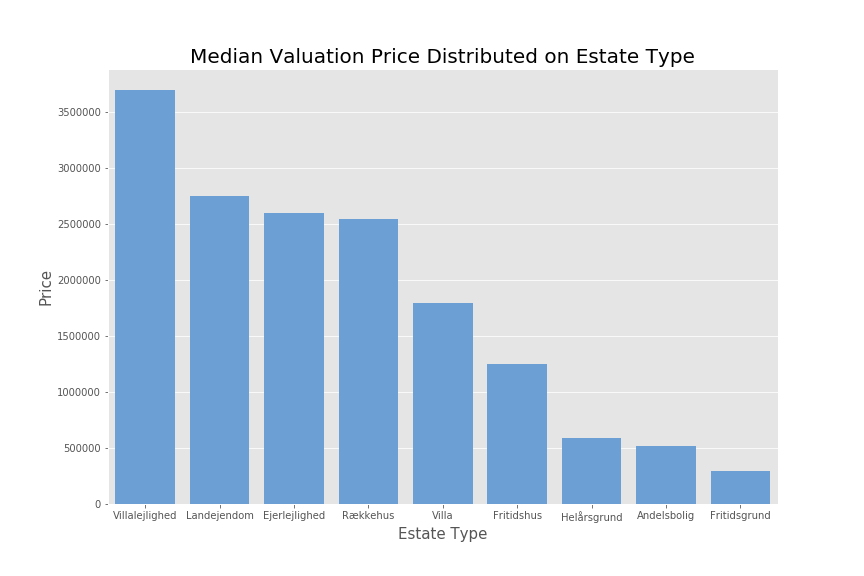 Median Valuation Price Distributed on Estate Type
3500000
3000000
2500000
2000000
1500000
1000000
500000
0
Price
Villalejlighed Landejendom Ejerlejlighed Rækkehus Villa Fritidshus Helårsgrund Andelsbolig Fritidsgrund
Estate Type